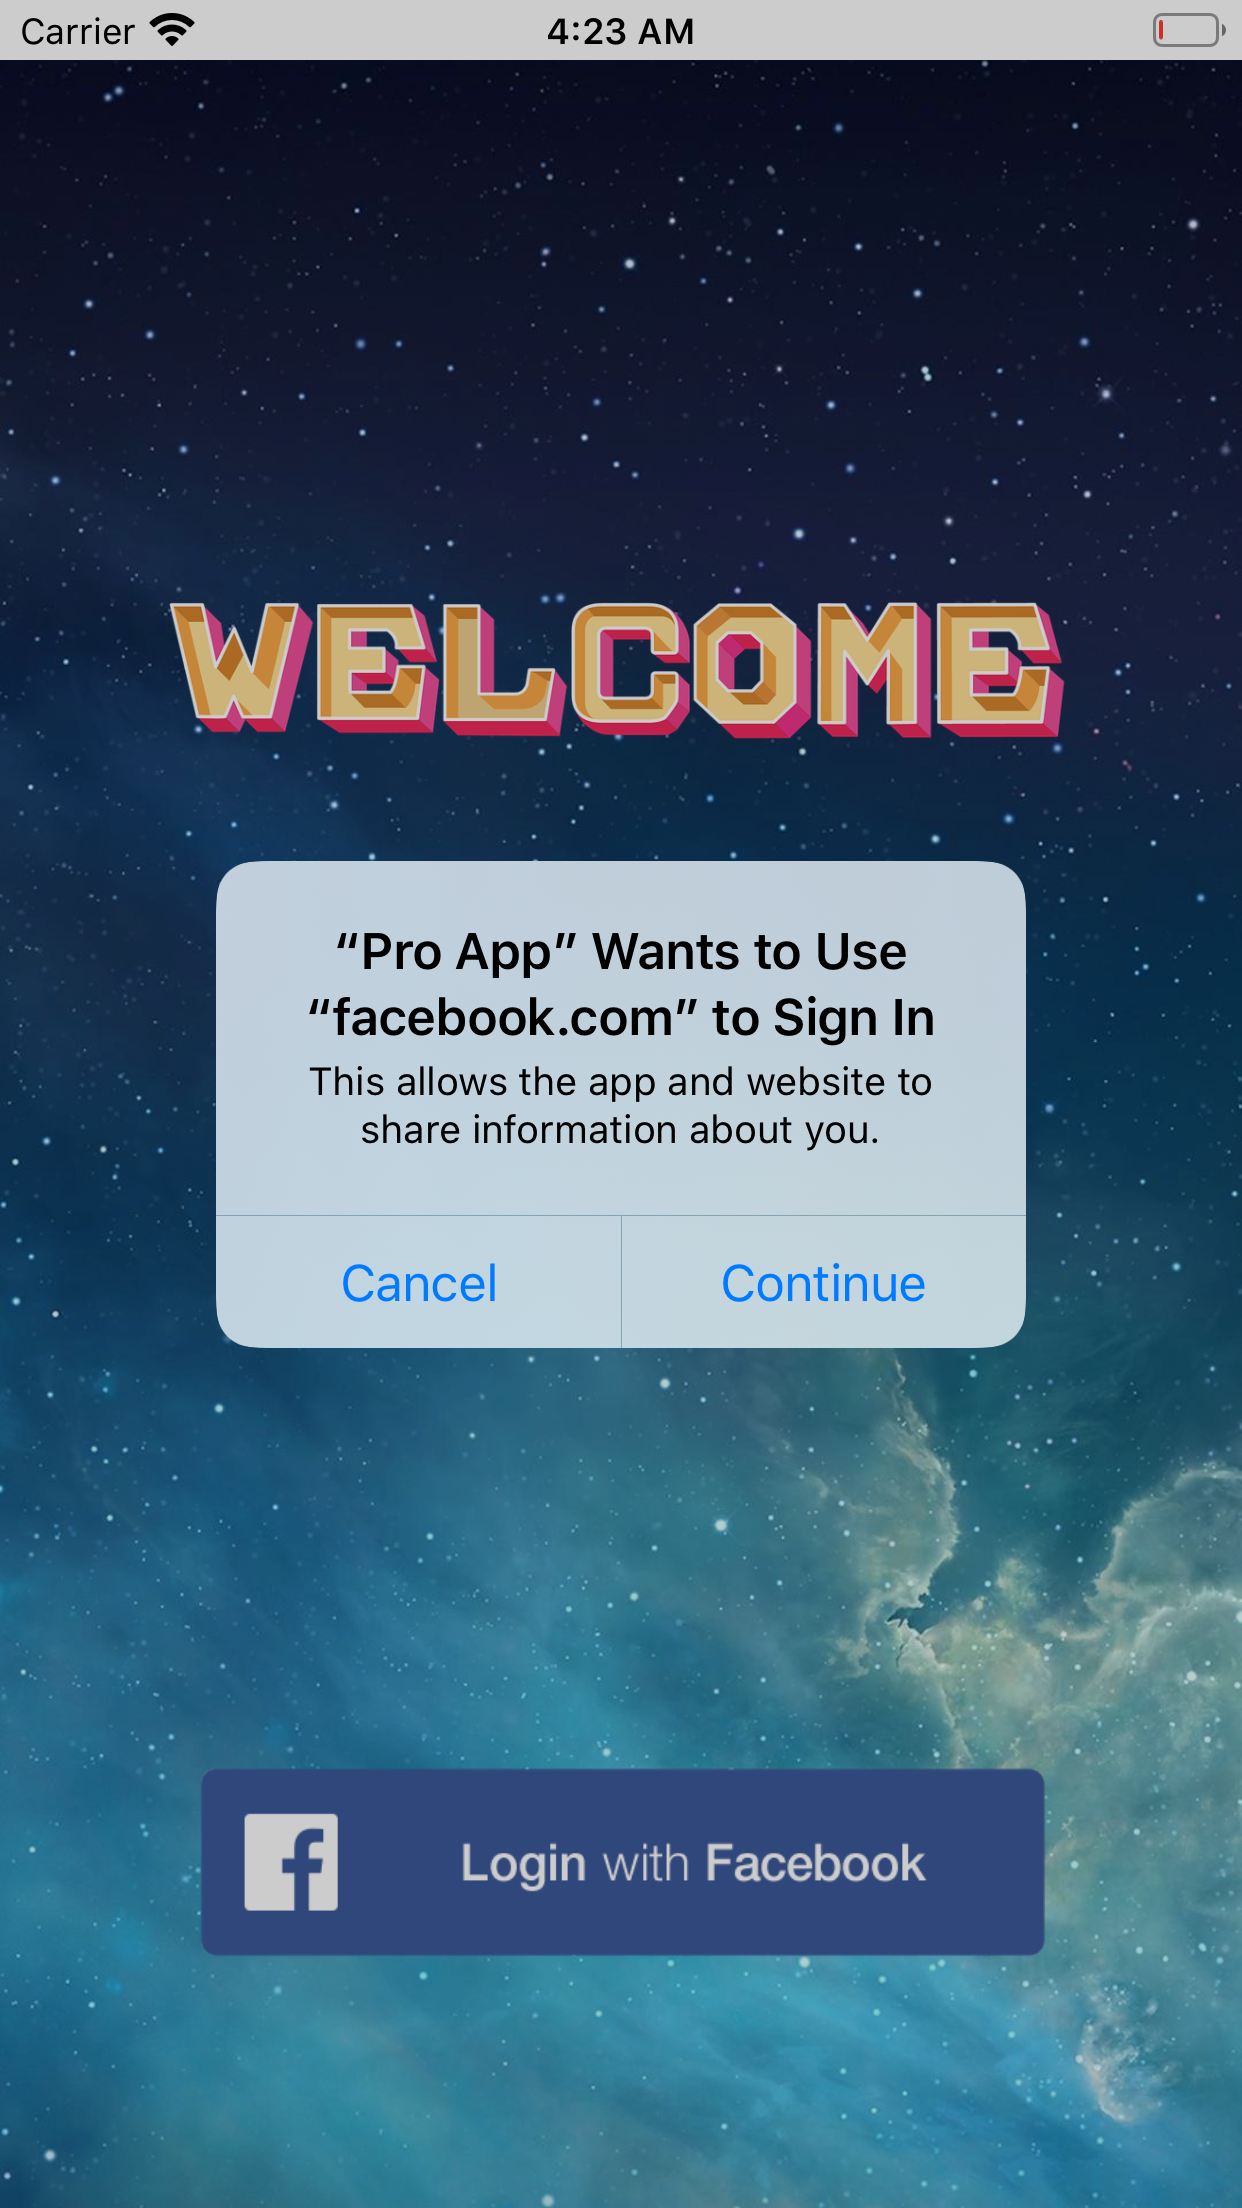 Carrier
4:23 AM
WELCOME
“Pro App” Wants to Use
“facebook.com” to Sign In
This allows the app and website to
share information about you.
Cancel
Continue
f
Login with Facebook